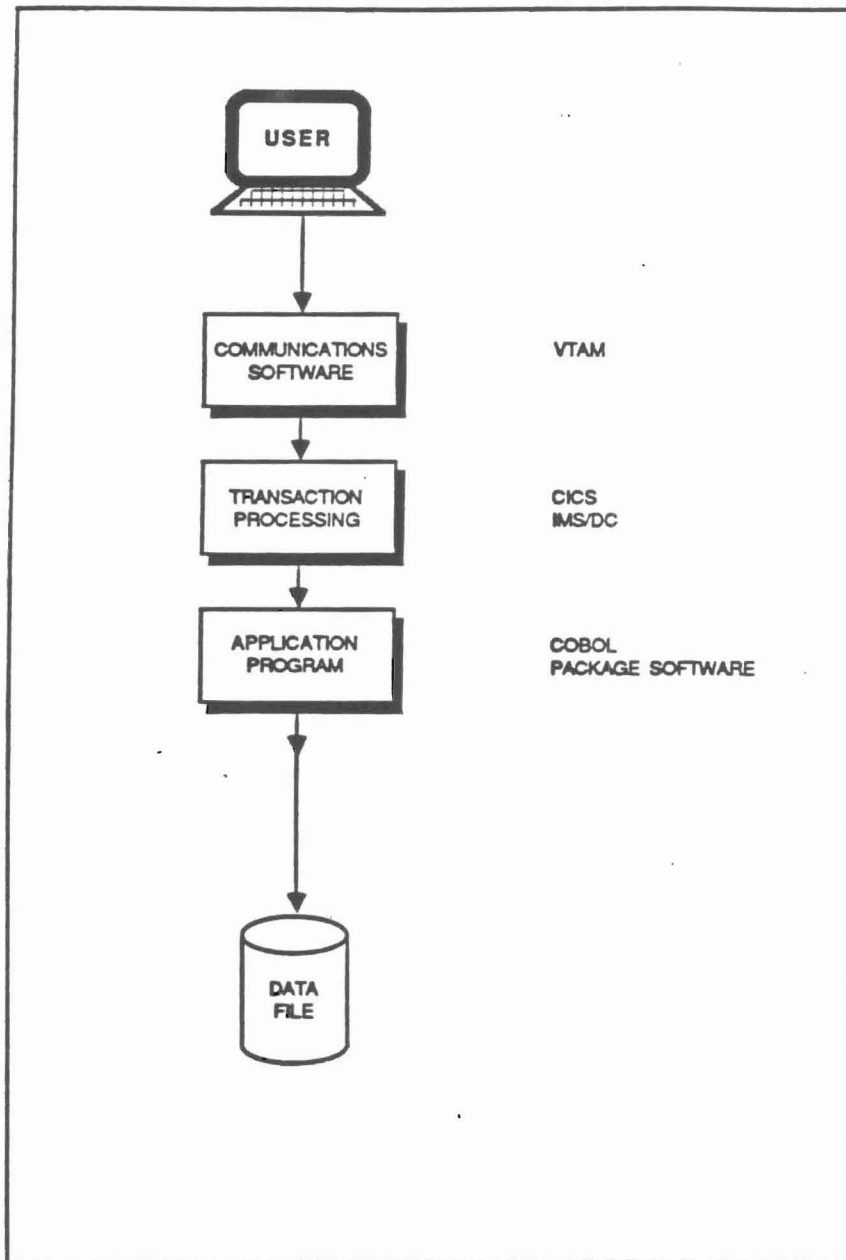 USER
COMMUNICATIONS
SOFTWARE
VTAM
TRANSACTION
PROCESSING
CICS
IMS/DC
APPLICATION
PROGRAM
COBOL
PACKAGE SOFTWARE
DATA
FILE